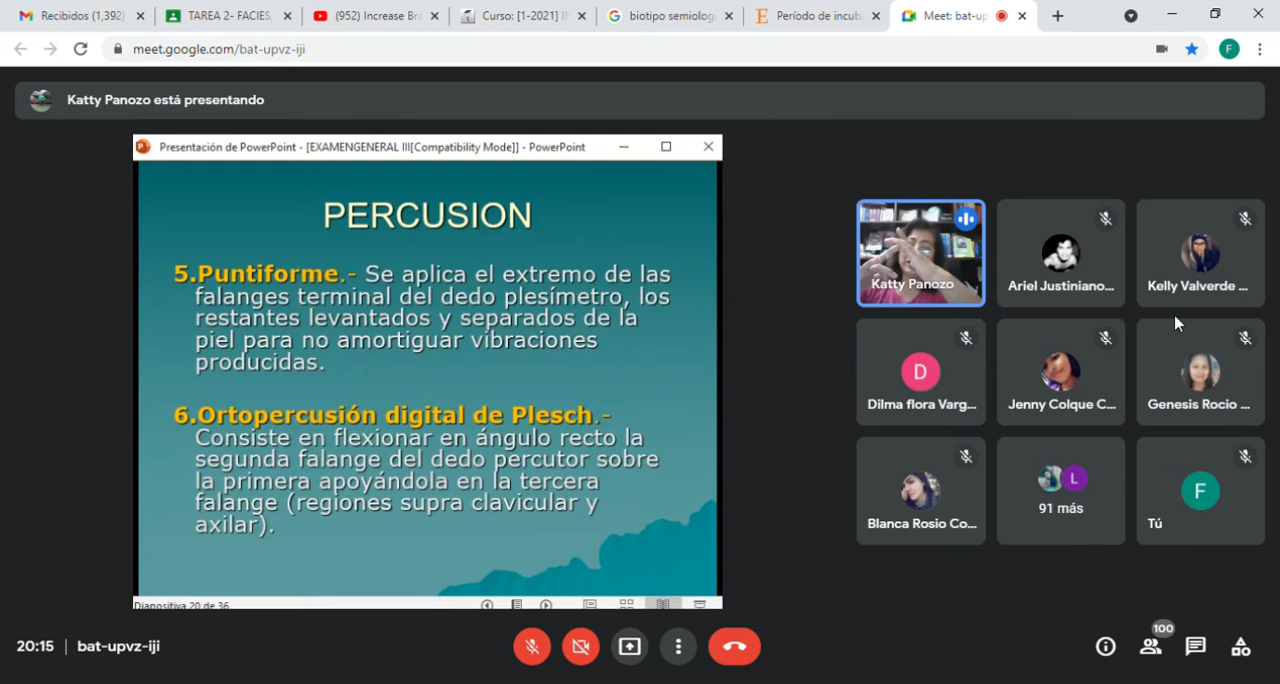 Recibidos (1,392)
TAREA 2- FACIES,
(952) Increase Bra
Curso: [1-2021] I
biotipo semiolog
Período de incub
Meet: bat-up
meet.google.com/bat-upvz-iji
F
Katty Panozo está presentando
Presentación de PowerPoint - [EXAMENGENERAL III[Compatibility Mode]] - PowerPoint
PERCUSION
5.Puntiforme.- Se aplica el extremo de las
falanges terminal del dedo plesímetro, los
restantes levantados y separados de la
piel para no amortiguar vibraciones
producidas.
6.Ortopercusión digital de Plesch.-
Consiste en flexionar en ángulo recto la
segunda falange del dedo percutor sobre
la primera apoyándola en la tercera
falange (regiones supra clavicular y
axilar).
Diapositiva 20 de 36
Katty Panozo
Ariel Justiniano...
Kelly Valverde ...
D
Dilma flora Varg...
Jenny Colque C...
Genesis Rocio ...
Blanca Rosio Co...
L
91 más
F
Tú
20:15 | bat-upvz-iji
100